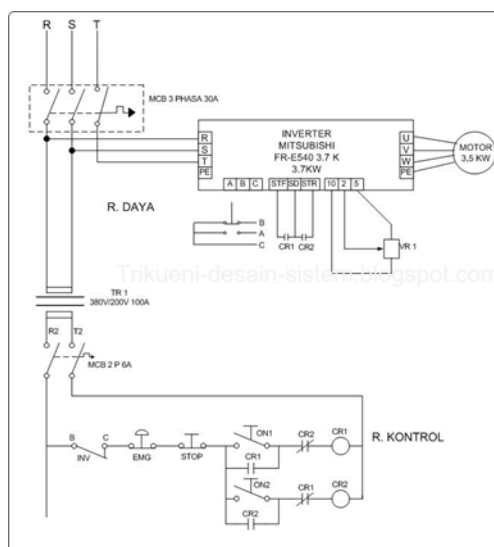 R S T
MCB 3 PHASA 30A
R
S
T
PE
INVERTER
MITSUBISHI
FR-E540 3.7 K
3.7KW
U
V
W
PE
MOTOR
3,5 KW
A B C STF SD STR 10 2 5
R. DAYA
B
A
C
CR1 CR2
VR 1
Trikueni-desain-sistem.blogspot.com
TR 1
380V/200V 100A
R2 T2
MCB 2 P 6A
R. KONTROL
B C
INV
EMG
STOP
ON1
CR1
CR2
CR1
ON2
CR2
CR1
CR2